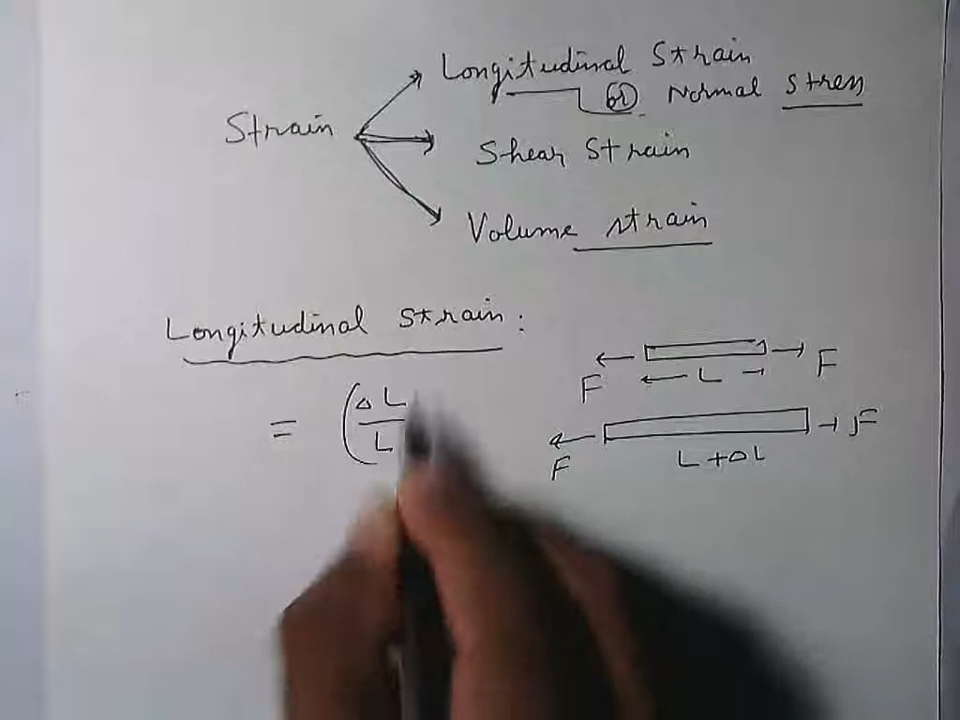 Longitudinal Strain
(or) Normal stress
Strain
Shear Strain
Volume strain
Longitudinal Strain :
F ← → F
← L →
= (ΔL/L
F ← → F
L + ΔL